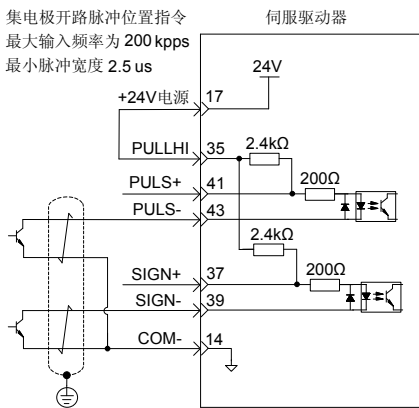 集电极开路脉冲位置指令
最大输入频率为 200 kpps
最小脉冲宽度 2.5 us
伺服驱动器
24V
+24V电源 17
PULLHI 35
2.4kΩ
PULS+ 41
200Ω
PULS- 43
2.4kΩ
SIGN+ 37
200Ω
SIGN- 39
COM- 14